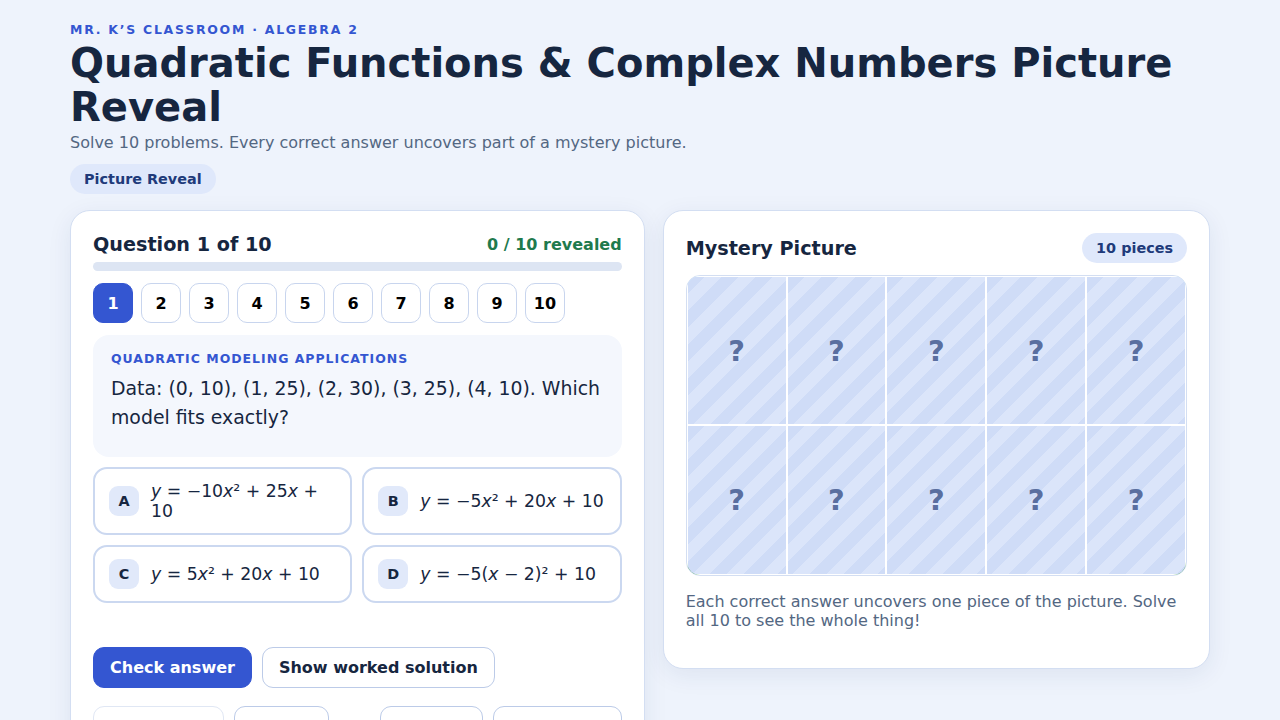 MR. K’S CLASSROOM · ALGEBRA 2
Quadratic Functions & Complex Numbers Picture
Reveal
Solve 10 problems. Every correct answer uncovers part of a mystery picture.
Picture Reveal
Question 1 of 10
0 / 10 revealed
1 2 3 4 5 6 7 8 9 10
QUADRATIC MODELING APPLICATIONS
Data: (0, 10), (1, 25), (2, 30), (3, 25), (4, 10). Which
model fits exactly?
A y = −10x² + 25x +
10
B y = −5x² + 20x + 10
C y = 5x² + 20x + 10
D y = −5(x − 2)² + 10
Check answer
Show worked solution
Mystery Picture
10 pieces
? ? ? ? ?
? ? ? ? ?
Each correct answer uncovers one piece of the picture. Solve
all 10 to see the whole thing!